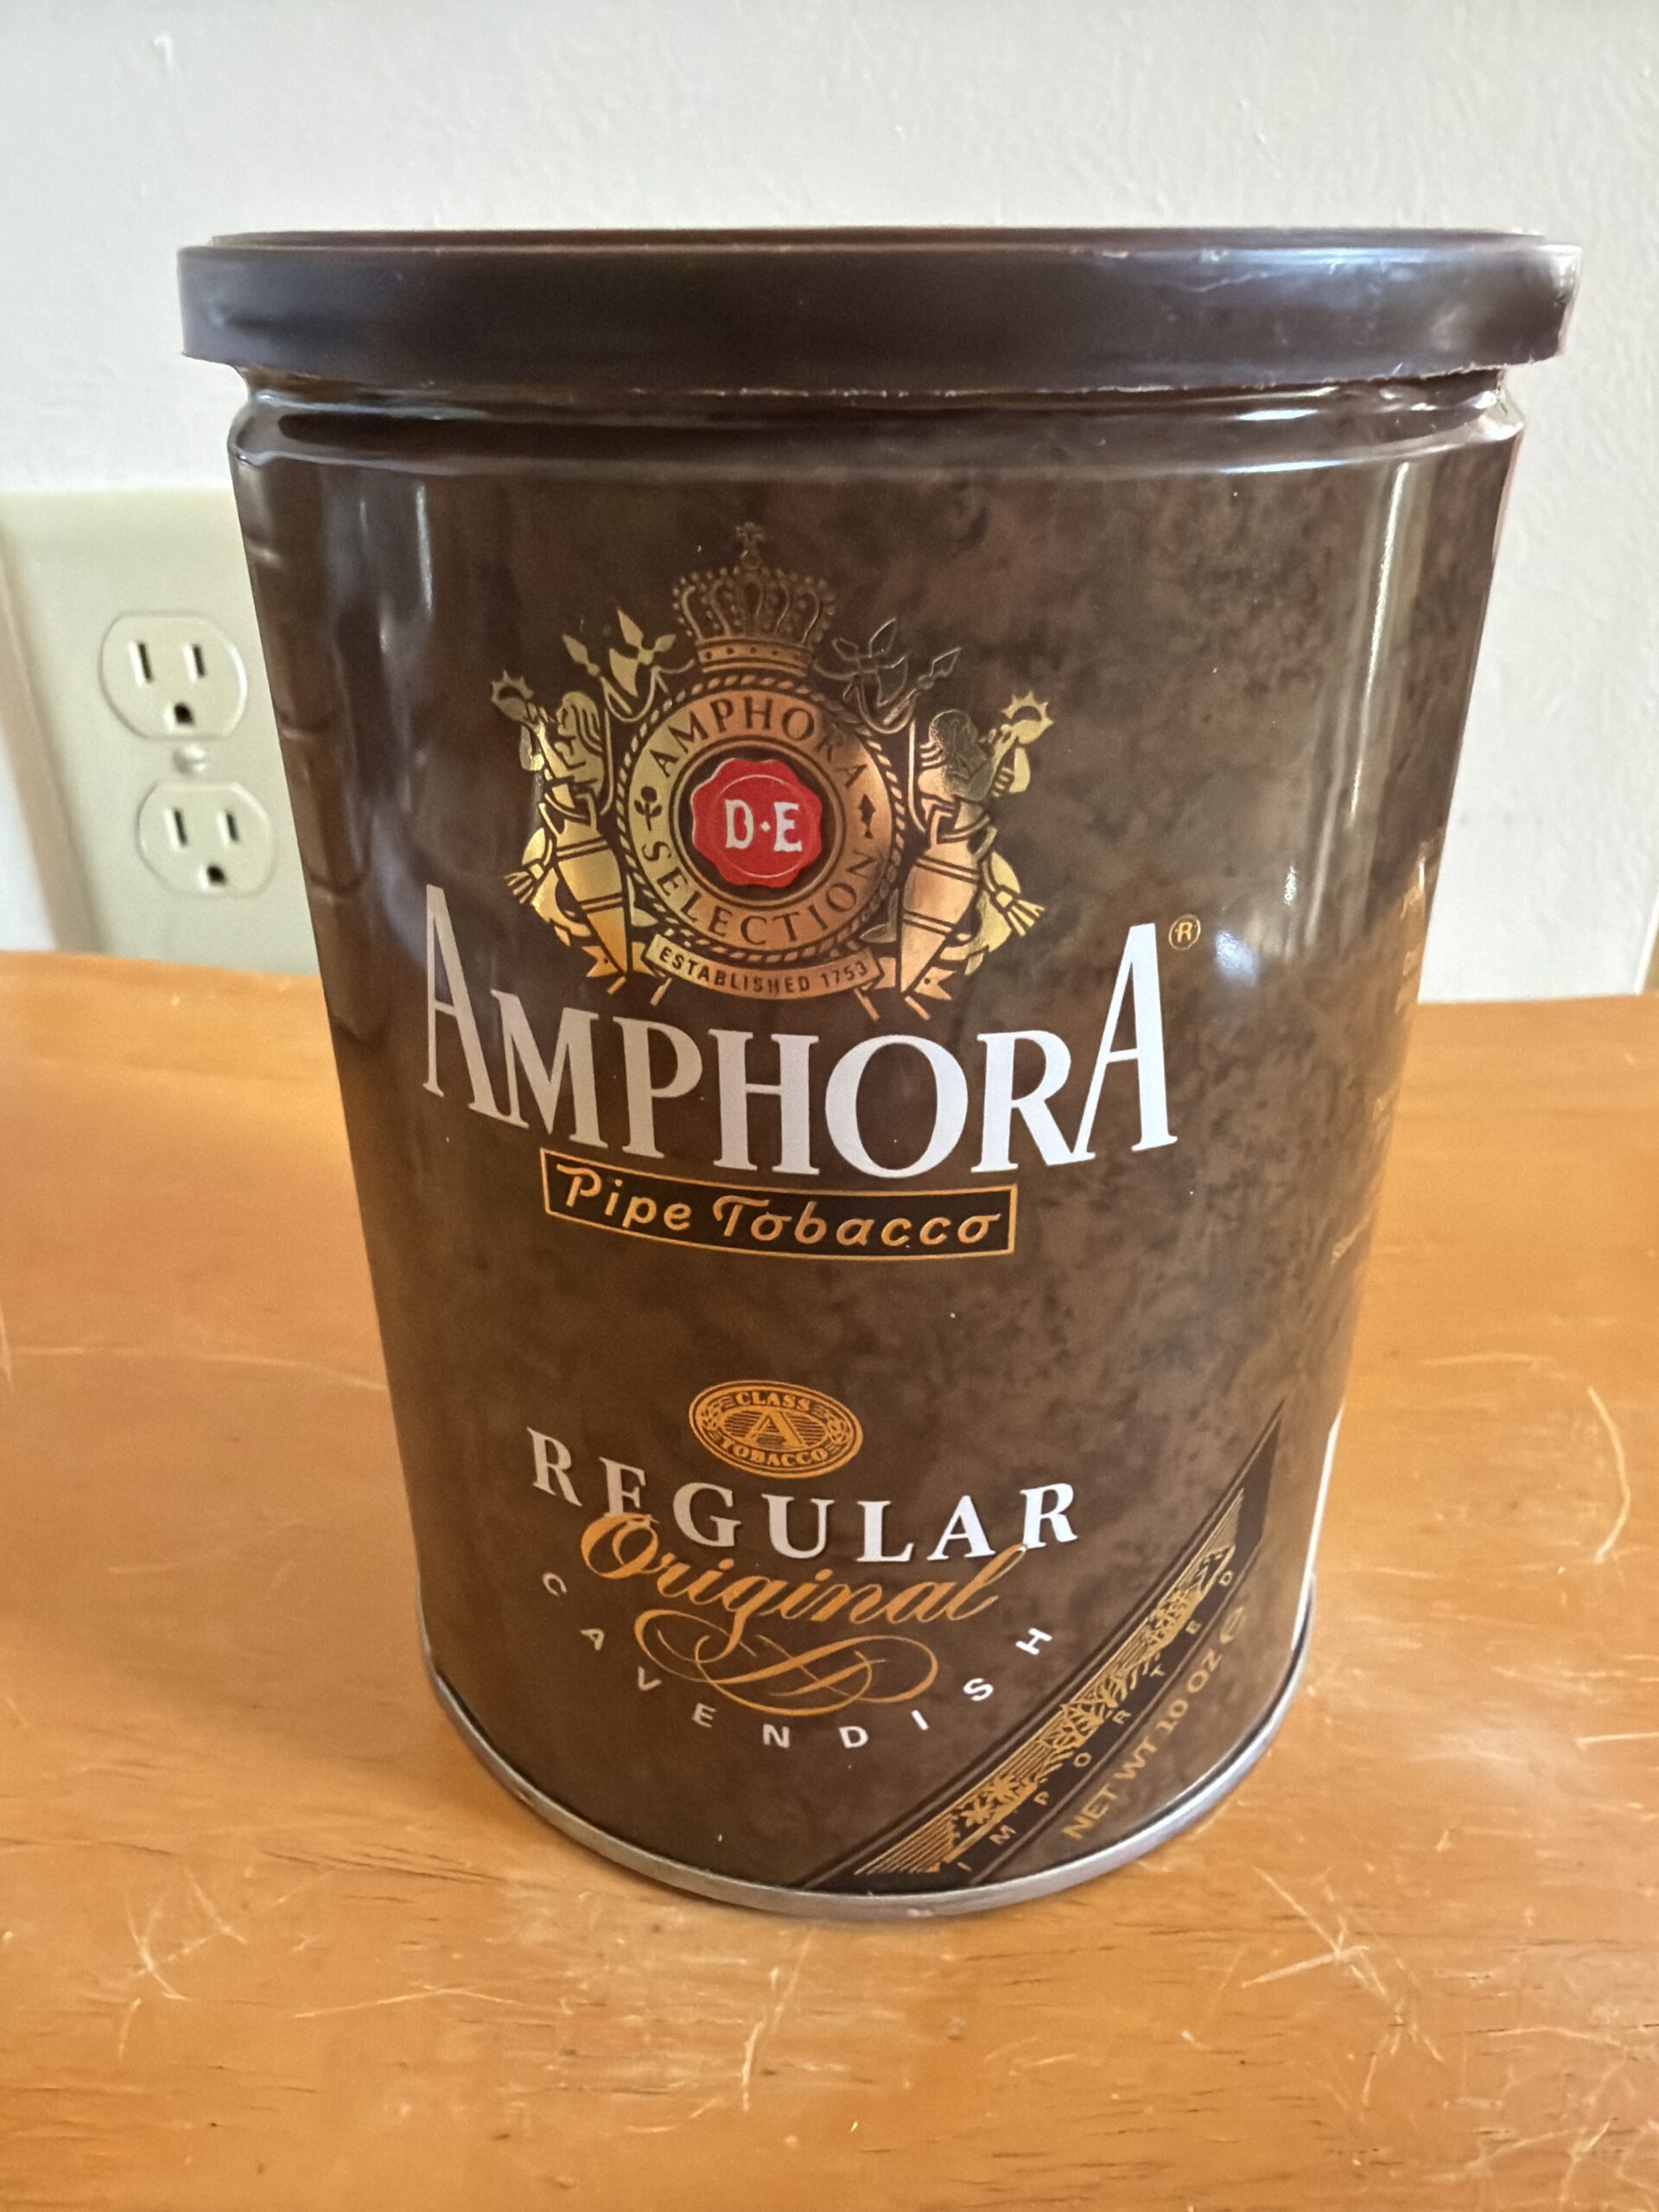 AMPHORA
D·E
SELECTION
ESTABLISHED 1753
AMPHORA®
Pipe Tobacco
CLASS
A
TOBACCO
REGULAR
Original
CAVENDISH
IMPORTED
NET WT 10 OZ ℮